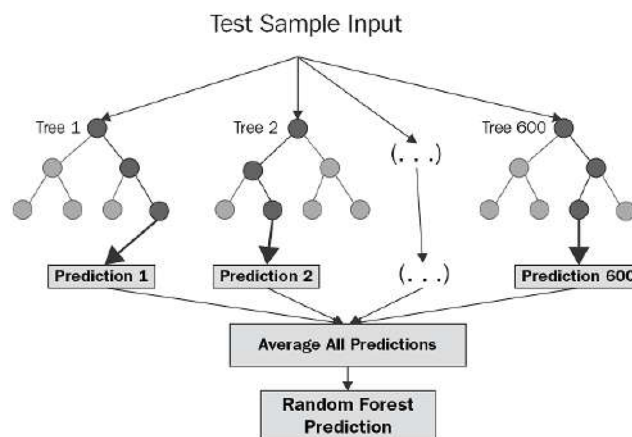 Test Sample Input
Tree 1
Tree 2
Tree 600
(. . .)
Prediction 1
Prediction 2
(. . .)
Prediction 600
Average All Predictions
Random Forest
Prediction